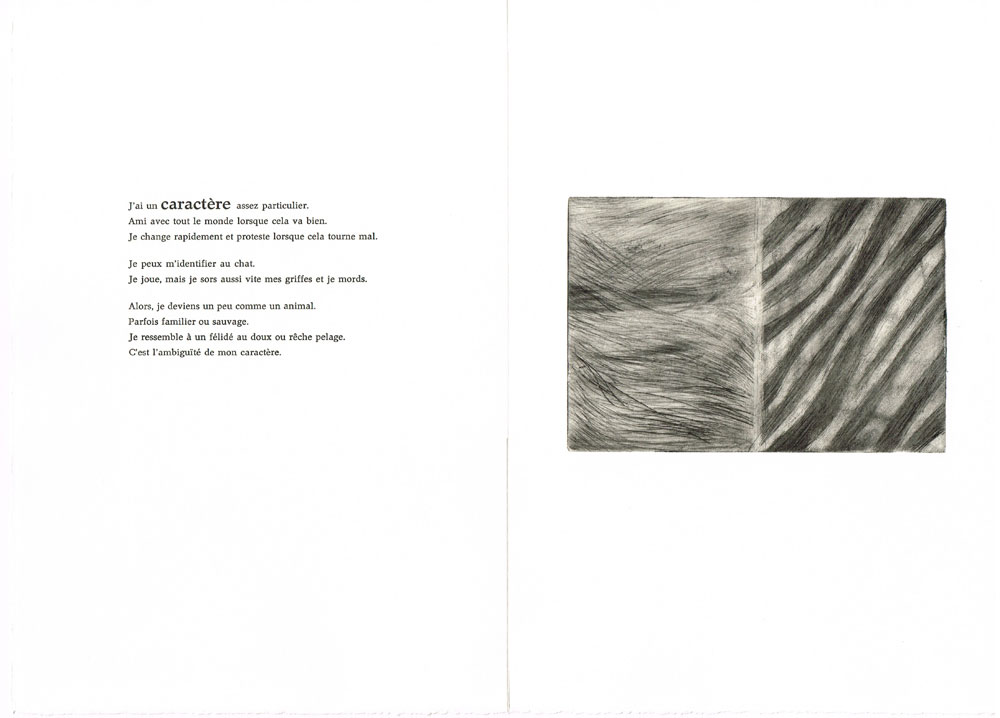 J'ai un caractère assez particulier.
Ami avec tout le monde lorsque cela va bien.
Je change rapidement et proteste lorsque cela tourne mal.
Je peux m'identifier au chat.
Je joue, mais je sors aussi vite mes griffes et je mords.
Alors, je deviens un peu comme un animal.
Parfois familier ou sauvage.
Je ressemble à un félidé au doux ou rêche pelage.
C'est l'ambiguïté de mon caractère.